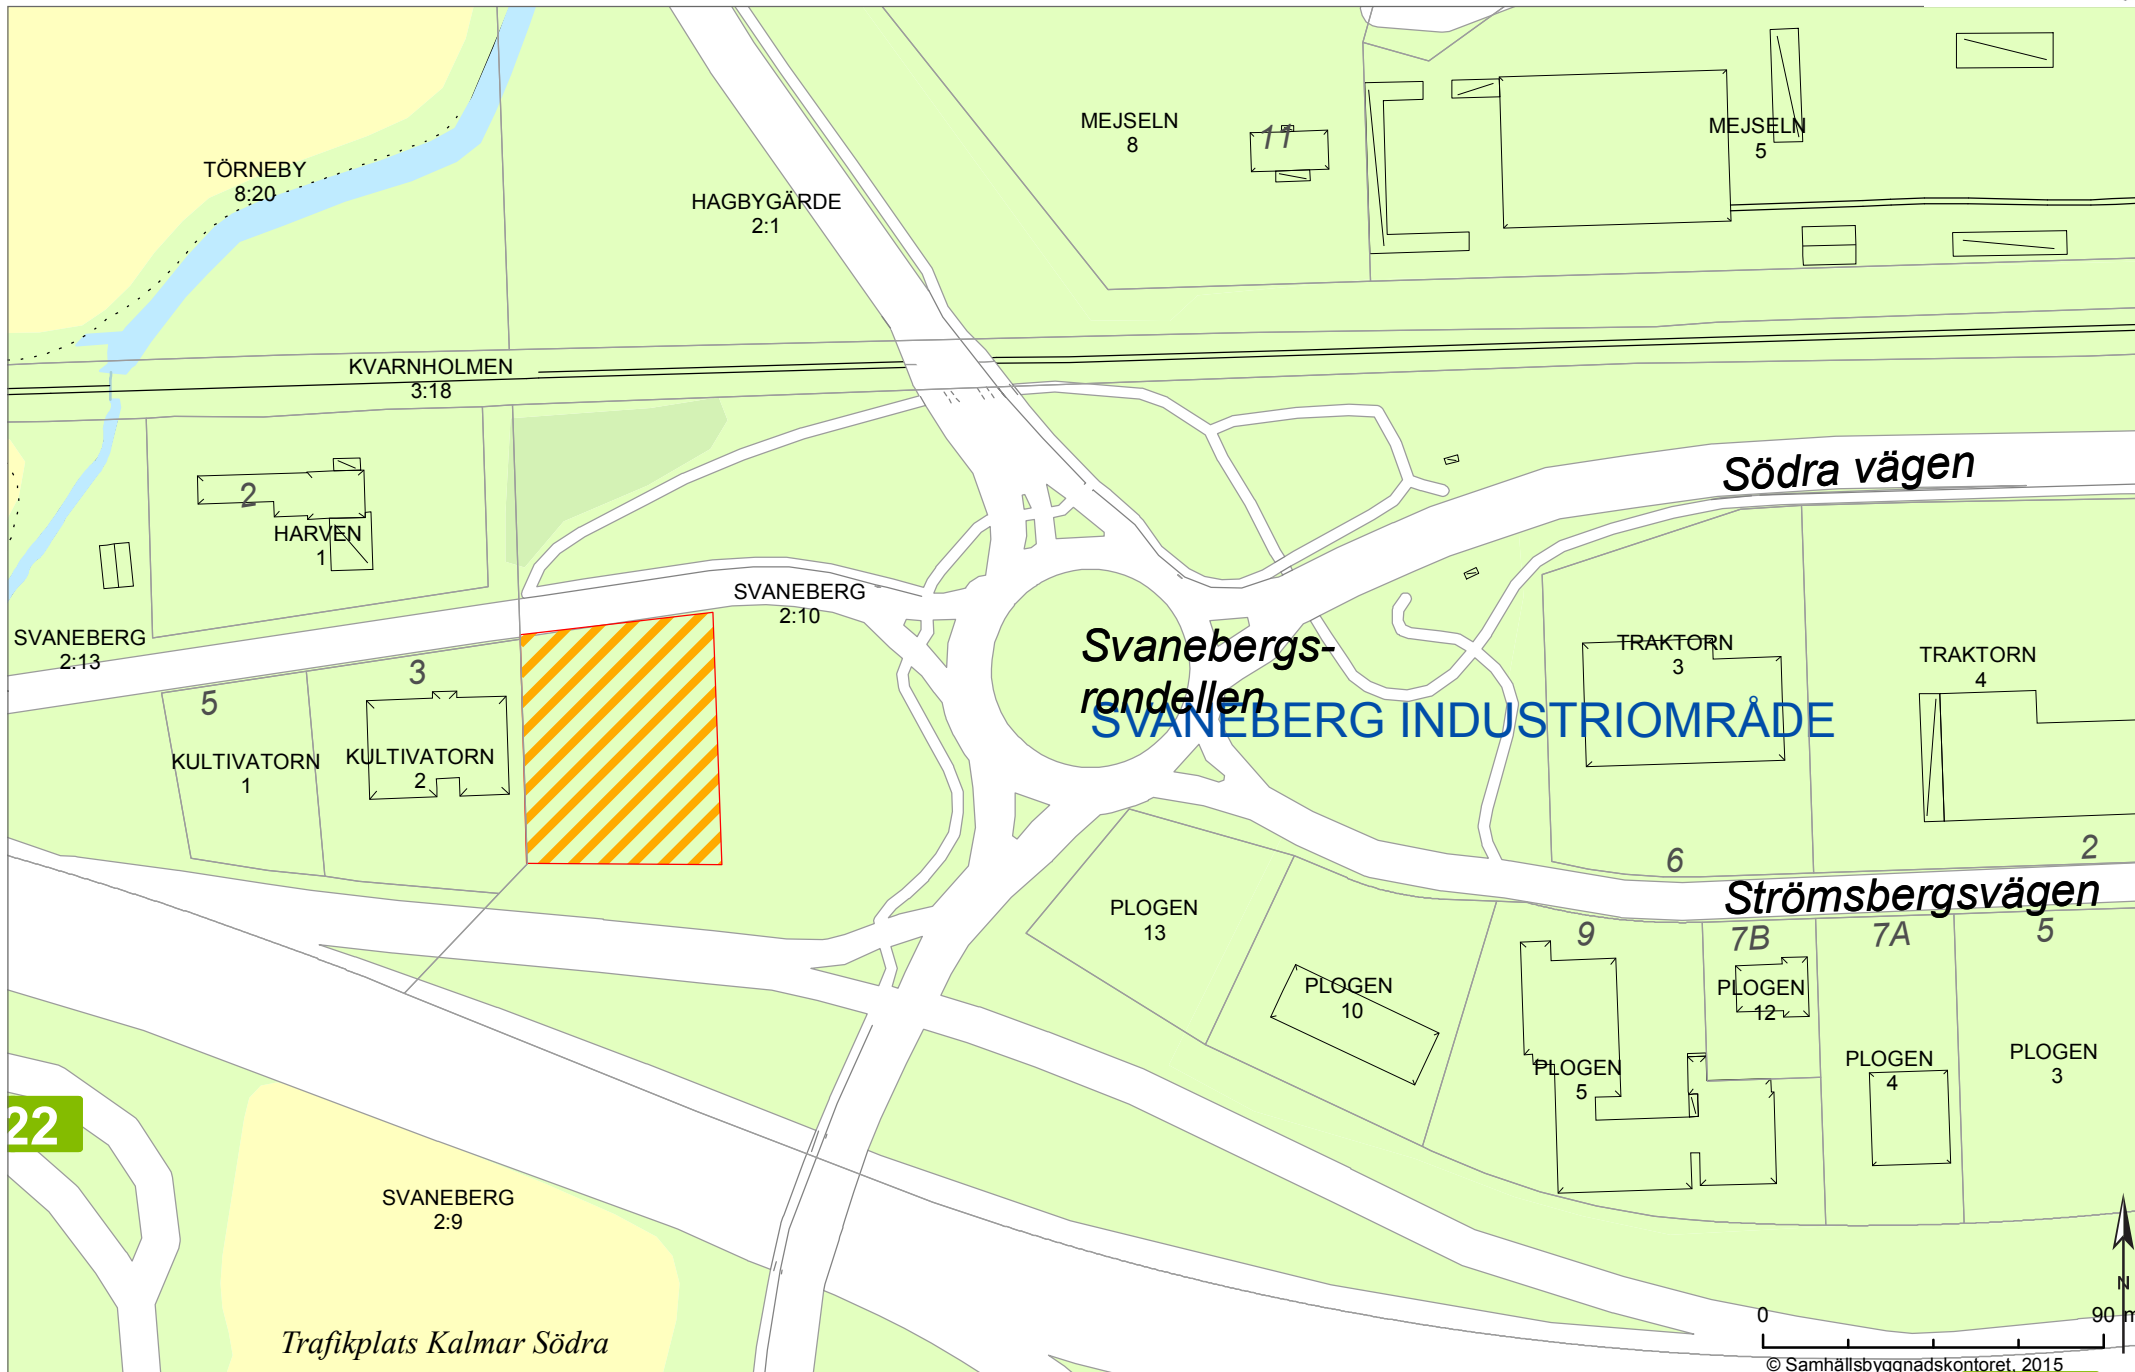 MEJSELN
8
11
MEJSELN
5
TÖRNEBY
8:20
HAGBYGÄRDE
2:1
KVARNHOLMEN
3:18
Södra vägen
2
HARVEN
1
SVANEBERG
2:10
SVANEBERG
2:13
3
5
KULTIVATORN
1
KULTIVATORN
2
Svanebergs-
rondellen
SVANEBERG INDUSTRIOMRÅDE
TRAKTORN
3
TRAKTORN
4
6
2
Strömsbergsvägen
PLOGEN
13
9
7B
7A
5
PLOGEN
10
PLOGEN
12
PLOGEN
5
PLOGEN
4
PLOGEN
3
22
SVANEBERG
2:9
Trafikplats Kalmar Södra
N
0 90 m
© Samhällsbyggnadskontoret, 2015